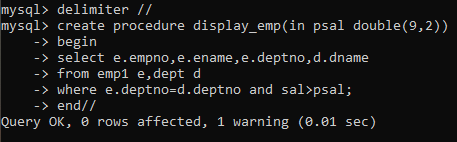 mysql> delimiter //
mysql> create procedure display_emp(in psal double(9,2))
    -> begin
    -> select e.empno,e.ename,e.deptno,d.dname
    -> from emp1 e,dept d
    -> where e.deptno=d.deptno and sal>psal;
    -> end//
Query OK, 0 rows affected, 1 warning (0.01 sec)